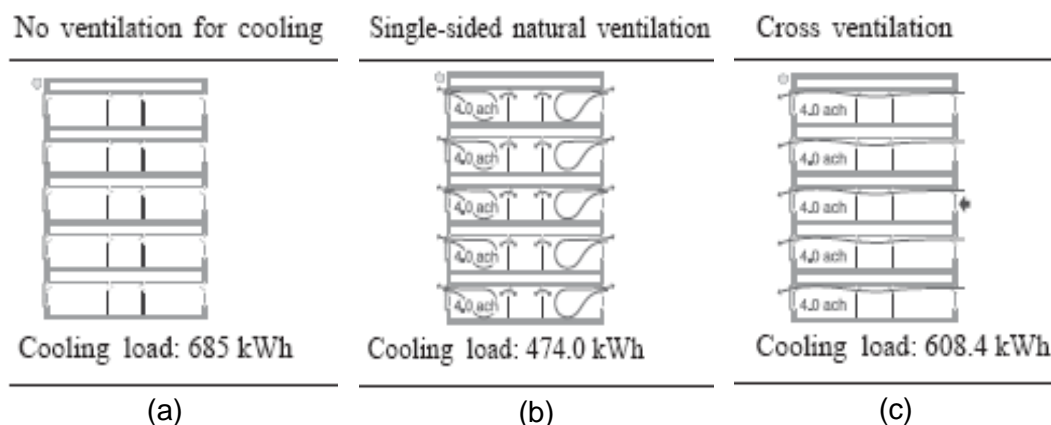 No ventilation for cooling
Cooling load: 685 kWh
(a)
Single-sided natural ventilation
4.0 ach
4.0 ach
4.0 ach
4.0 ach
4.0 ach
Cooling load: 474.0 kWh
(b)
Cross ventilation
4.0 ach
4.0 ach
4.0 ach
4.0 ach
4.0 ach
Cooling load: 608.4 kWh
(c)